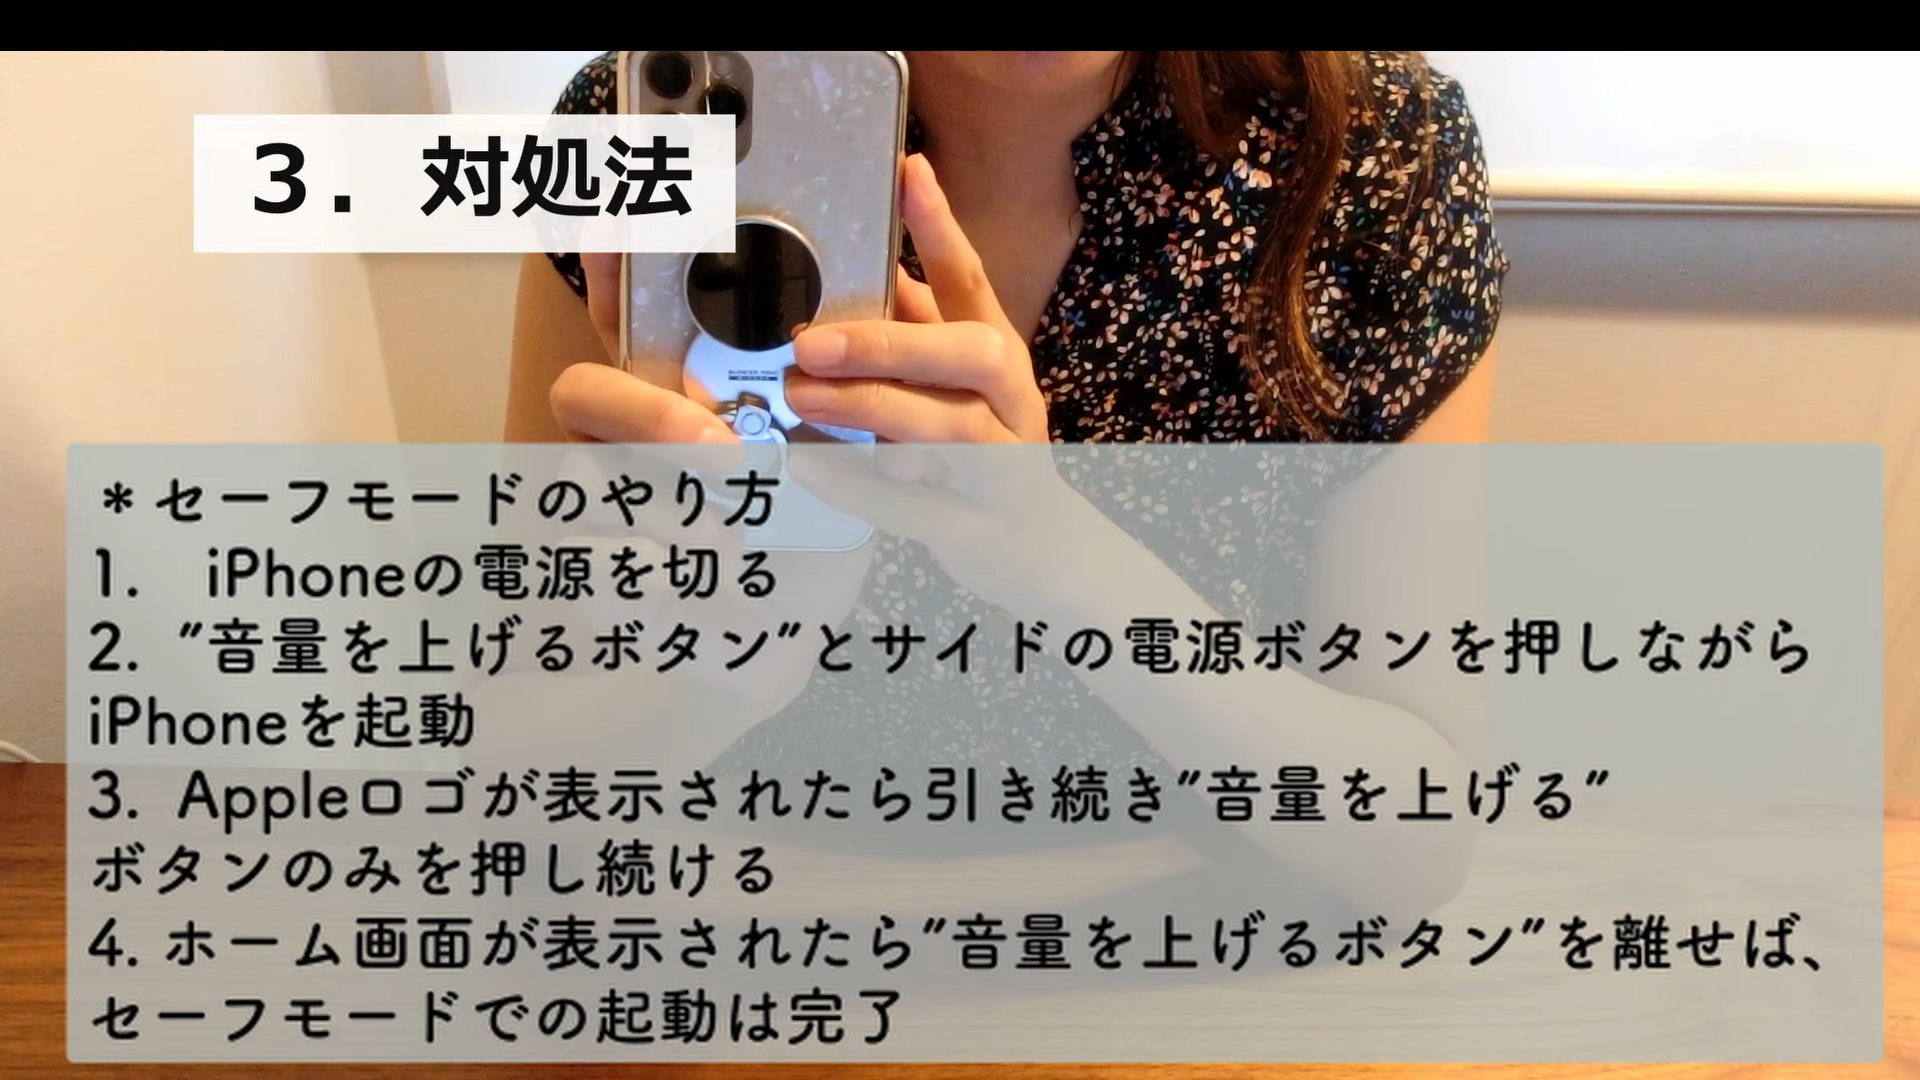 ３．対処法
＊セーフモードのやり方
1.　iPhoneの電源を切る
2. ″音量を上げるボタン″とサイドの電源ボタンを押しながら
iPhoneを起動
3. Appleロゴが表示されたら引き続き″音量を上げる″
ボタンのみを押し続ける
4. ホーム画面が表示されたら″音量を上げるボタン″を離せば、
セーフモードでの起動は完了